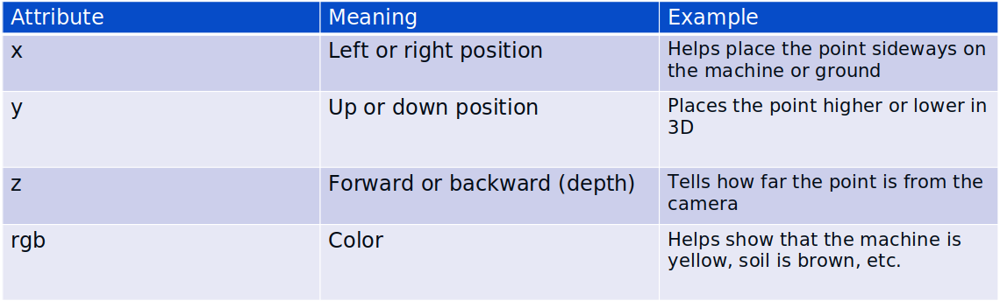 Attribute Meaning Example
x Left or right position Helps place the point sideways on
the machine or ground
y Up or down position Places the point higher or lower in
3D
z Forward or backward (depth) Tells how far the point is from the
camera
rgb Color Helps show that the machine is
yellow, soil is brown, etc.